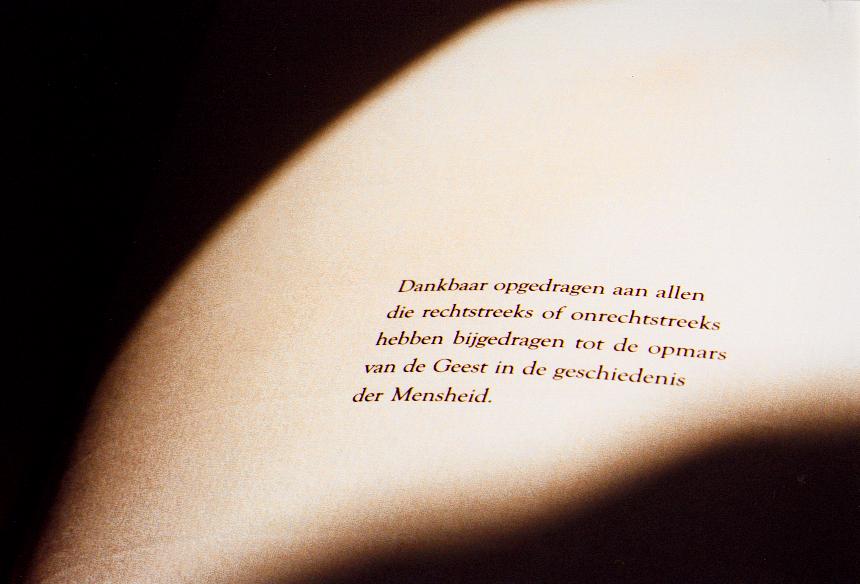 Dankbaar opgedragen aan allen
die rechtstreeks of onrechtstreeks
hebben bijgedragen tot de opmars
van de Geest in de geschiedenis
der Mensheid.